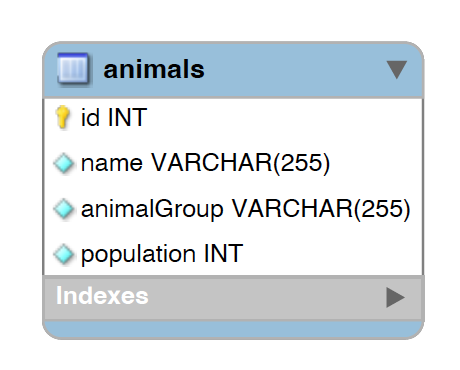 animals
id INT
name VARCHAR(255)
animalGroup VARCHAR(255)
population INT
Indexes